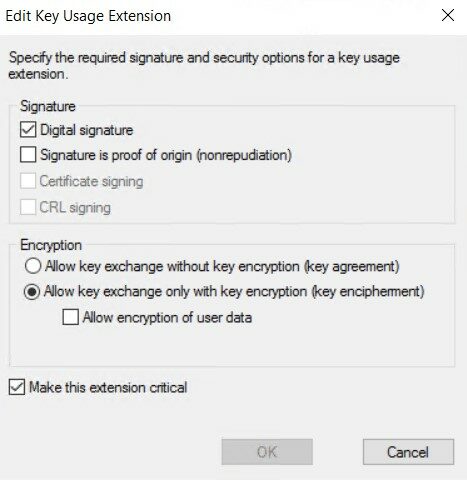 Edit Key Usage Extension
Specify the required signature and security options for a key usage
extension.
Signature
Digital signature
Signature is proof of origin (nonrepudiation)
Certificate signing
CRL signing
Encryption
Allow key exchange without key encryption (key agreement)
Allow key exchange only with key encryption (key encipherment)
Allow encryption of user data
Make this extension critical
OK Cancel